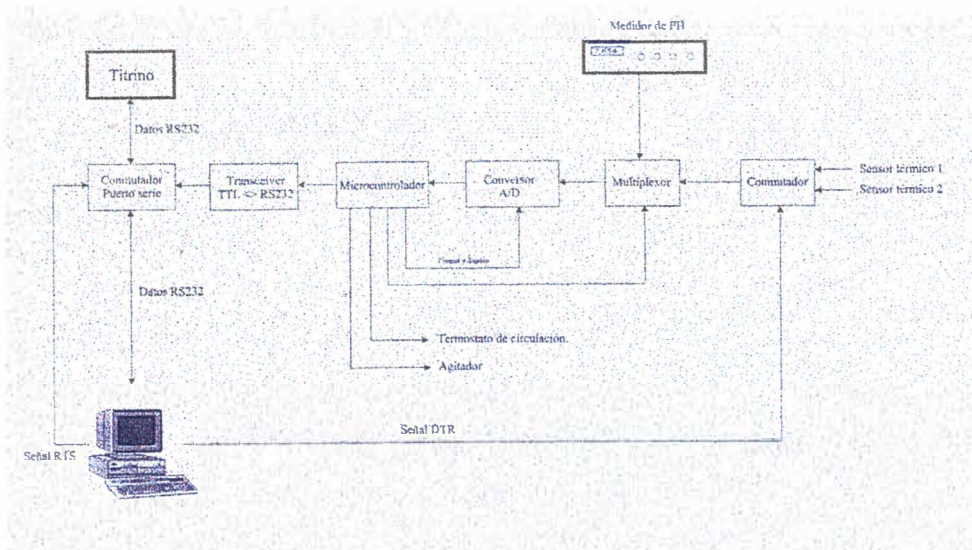 Medidor de PH
Titrino
Datos RS232
Conmutador
Puerto serie
Transceiver
TTL <> RS232
Microcontrolador
Conversor
A/D
Multiplexor
Conmutador
Sensor térmico 1
Sensor térmico 2
Datos RS232
Termostato de circulación.
Agitador
Señal DTR
Señal RTS